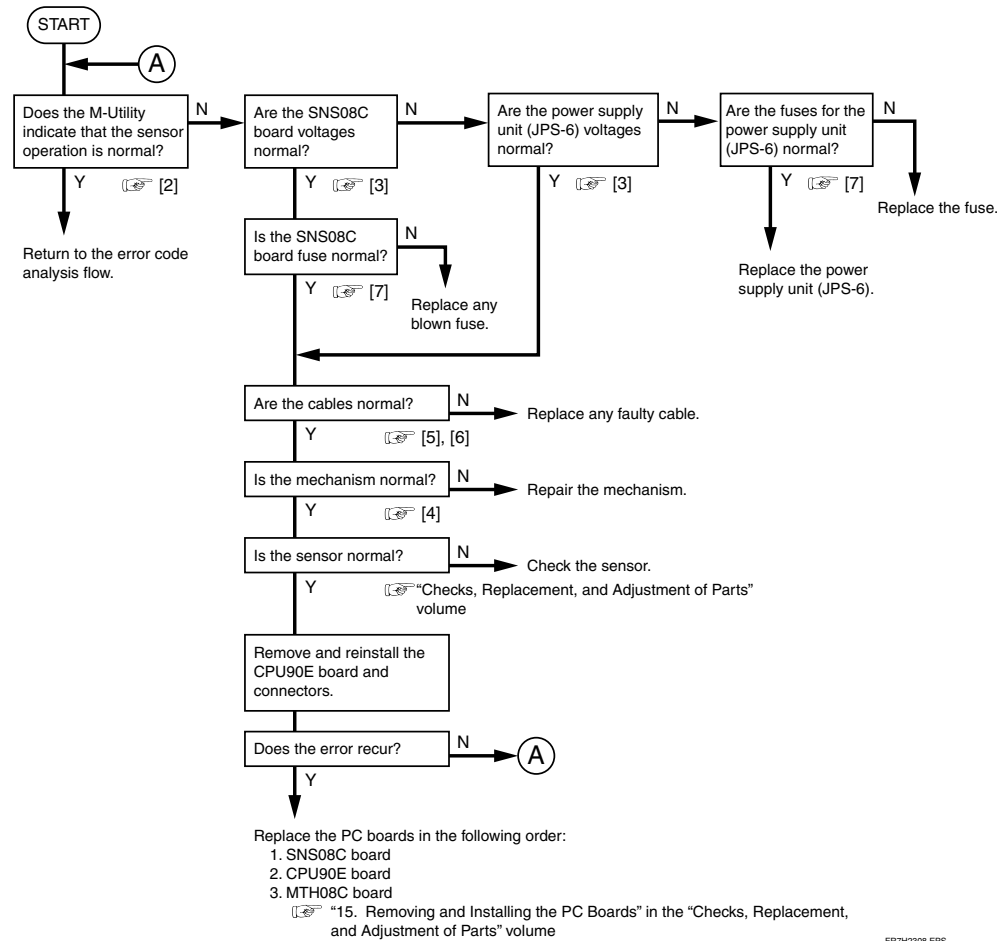 START
A
Does the M-Utility
indicate that the sensor
operation is normal?
N
Y
☞ [2]
Return to the error code
analysis flow.
Are the SNS08C
board voltages
normal?
N
Y
☞ [3]
Are the power supply
unit (JPS-6) voltages
normal?
N
Y
☞ [3]
Are the fuses for the
power supply unit
(JPS-6) normal?
N
Y
☞ [7]
Replace the fuse.
Replace the power
supply unit (JPS-6).
Is the SNS08C
board fuse normal?
N
Y
☞ [7]
Replace any
blown fuse.
Are the cables normal?
N
Replace any faulty cable.
Y
☞ [5], [6]
Is the mechanism normal?
N
Repair the mechanism.
Y
☞ [4]
Is the sensor normal?
N
Check the sensor.
Y
☞ “Checks, Replacement, and Adjustment of Parts”
volume
Remove and reinstall the
CPU90E board and
connectors.
Does the error recur?
N
A
Y
Replace the PC boards in the following order:
1. SNS08C board
2. CPU90E board
3. MTH08C board
☞ “15. Removing and Installing the PC Boards” in the “Checks, Replacement,
and Adjustment of Parts” volume